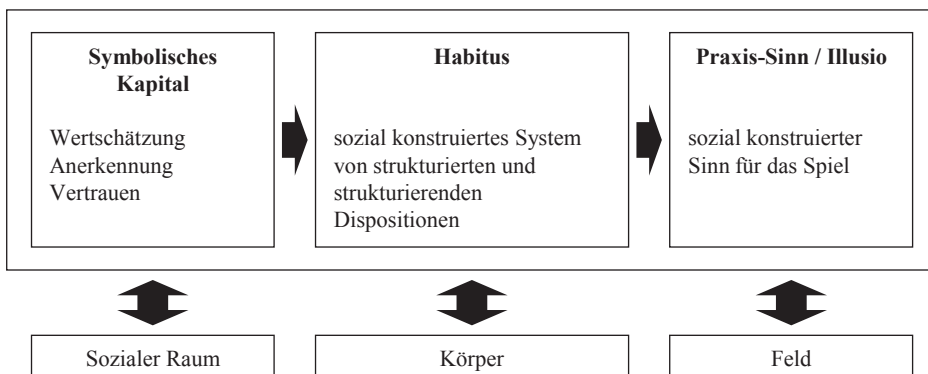 Symbolisches
Kapital
Wertschätzung
Anerkennung
Vertrauen
Habitus
sozial konstruiertes System
von strukturierten und
strukturierenden
Dispositionen
Praxis-Sinn / Illusio
sozial konstruierter
Sinn für das Spiel
Sozialer Raum
Körper
Feld